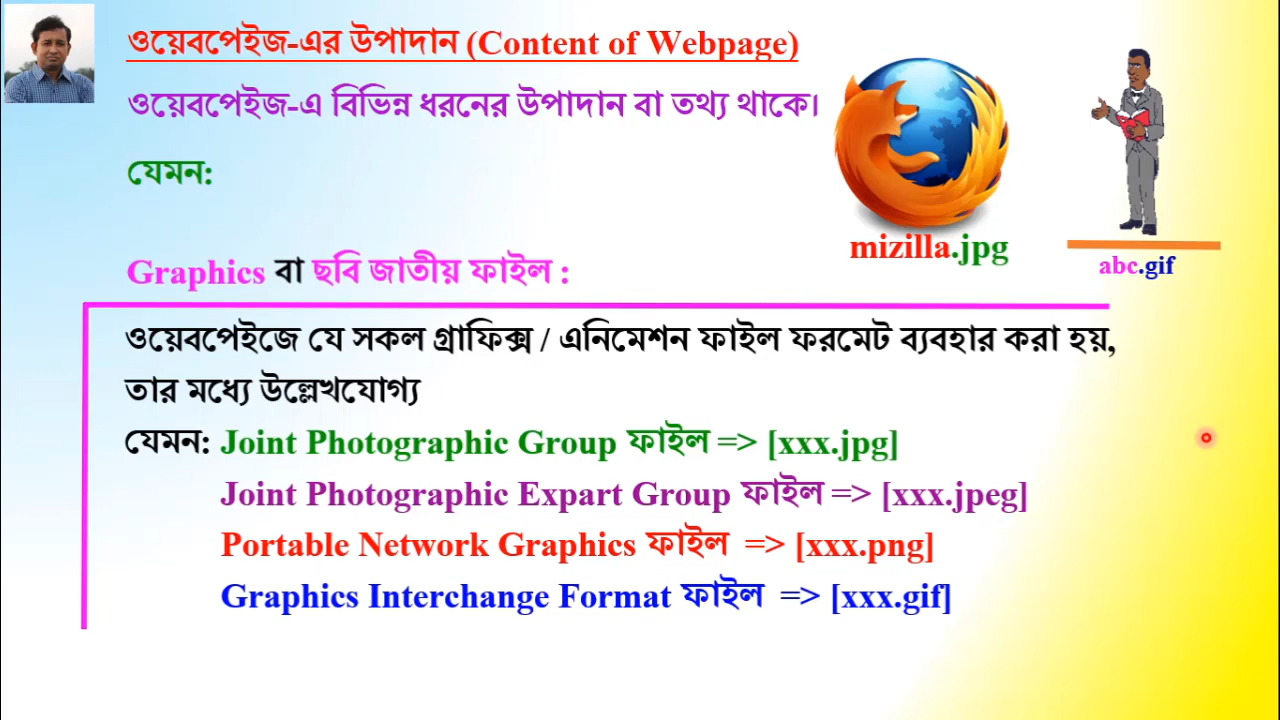 ওয়েবপেইজ-এর উপাদান (Content of Webpage)
ওয়েবপেইজ-এ বিভিন্ন ধরনের উপাদান বা তথ্য থাকে।
যেমন:
mizilla.jpg
abc.gif
Graphics বা ছবি জাতীয় ফাইল :
ওয়েবপেইজে যে সকল গ্রাফিক্স / এনিমেশন ফাইল ফরমেট ব্যবহার করা হয়,
তার মধ্যে উল্লেখযোগ্য
যেমন: Joint Photographic Group ফাইল => [xxx.jpg]
Joint Photographic Expart Group ফাইল => [xxx.jpeg]
Portable Network Graphics ফাইল => [xxx.png]
Graphics Interchange Format ফাইল => [xxx.gif]